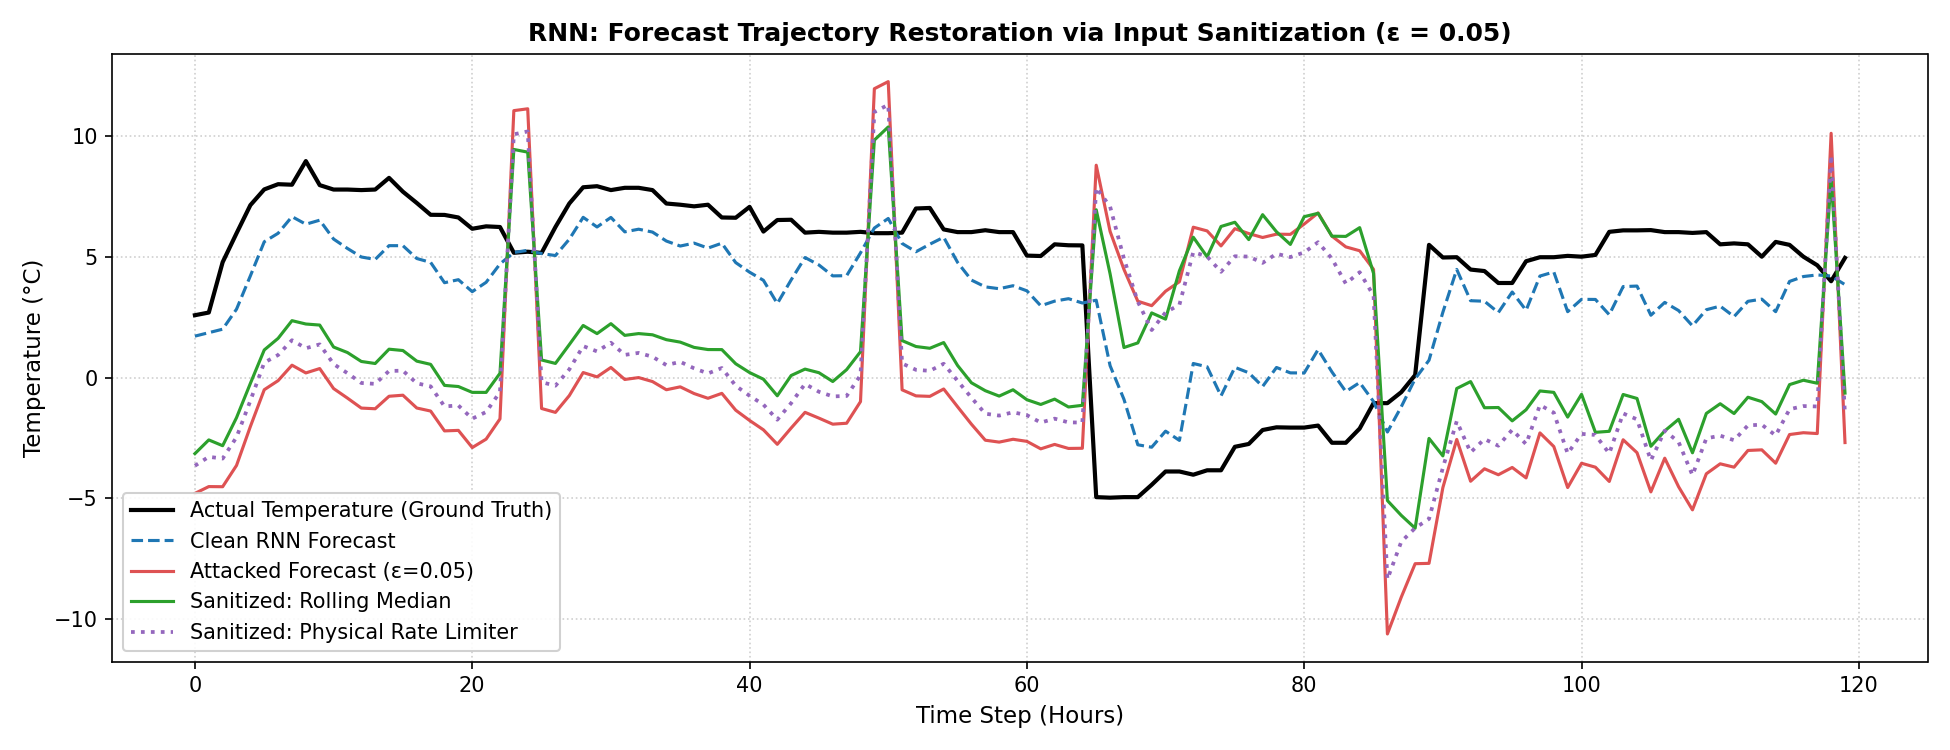 RNN: Forecast Trajectory Restoration via Input Sanitization (ε = 0.05)
Temperature (°C)
10
5
0
−5
−10
Actual Temperature (Ground Truth)
Clean RNN Forecast
Attacked Forecast (ε=0.05)
Sanitized: Rolling Median
Sanitized: Physical Rate Limiter
0 20 40 60 80 100 120
Time Step (Hours)